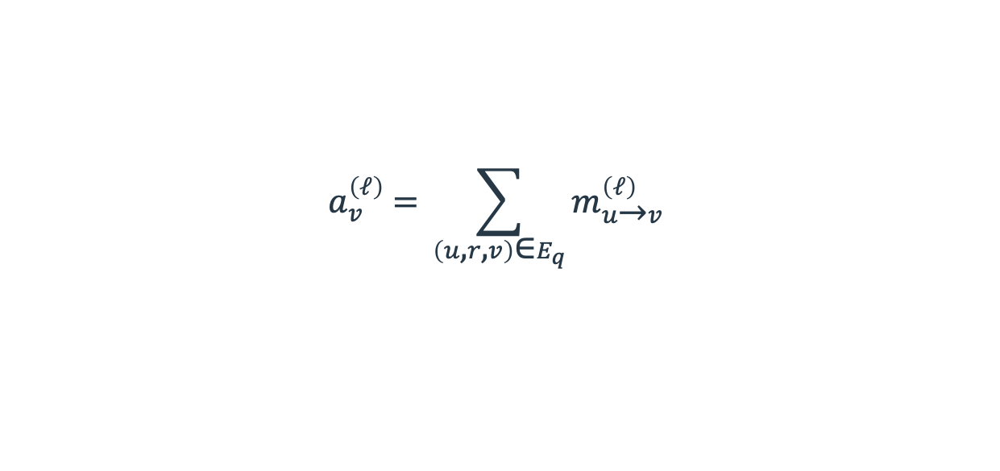 a_v^{(ℓ)} = ∑_{(u,r,v)∈E_q} m_{u→v}^{(ℓ)}